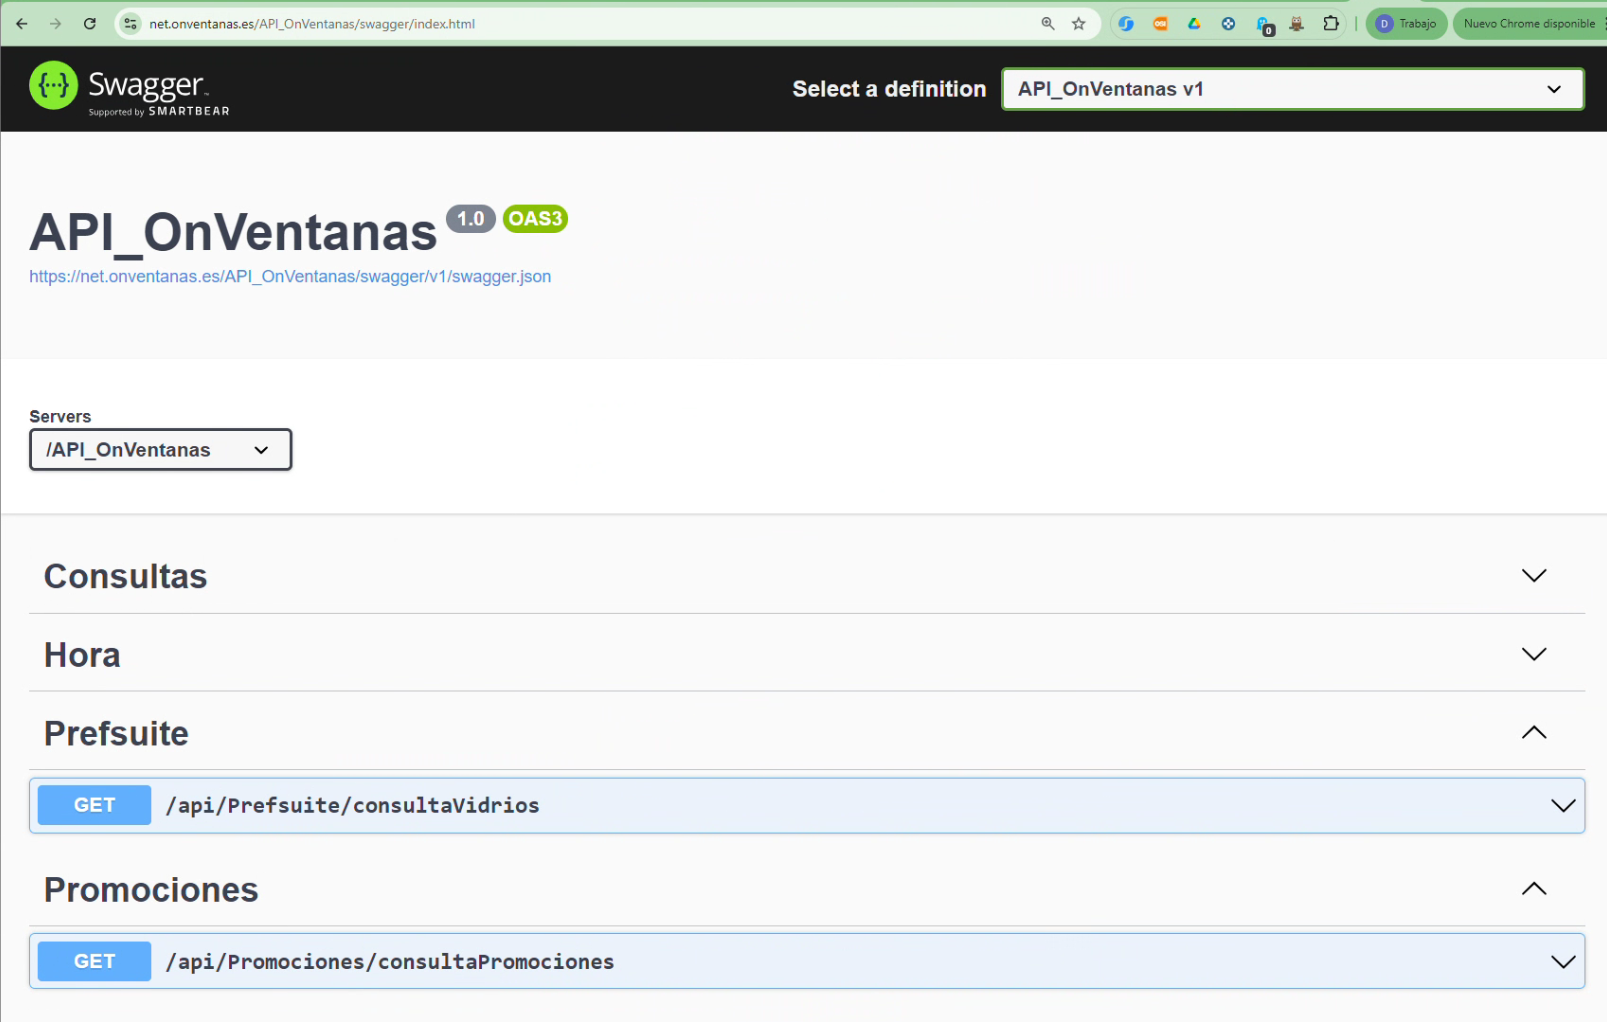 net.onventanas.es/API_OnVentanas/swagger/index.html
0
D Trabajo
Nuevo Chrome disponible
{...} Swagger™
Supported by SMARTBEAR
Select a definition
API_OnVentanas v1
API_OnVentanas 1.0 OAS3
https://net.onventanas.es/API_OnVentanas/swagger/v1/swagger.json
Servers
/API_OnVentanas
Consultas
Hora
Prefsuite
GET /api/Prefsuite/consultaVidrios
Promociones
GET /api/Promociones/consultaPromociones